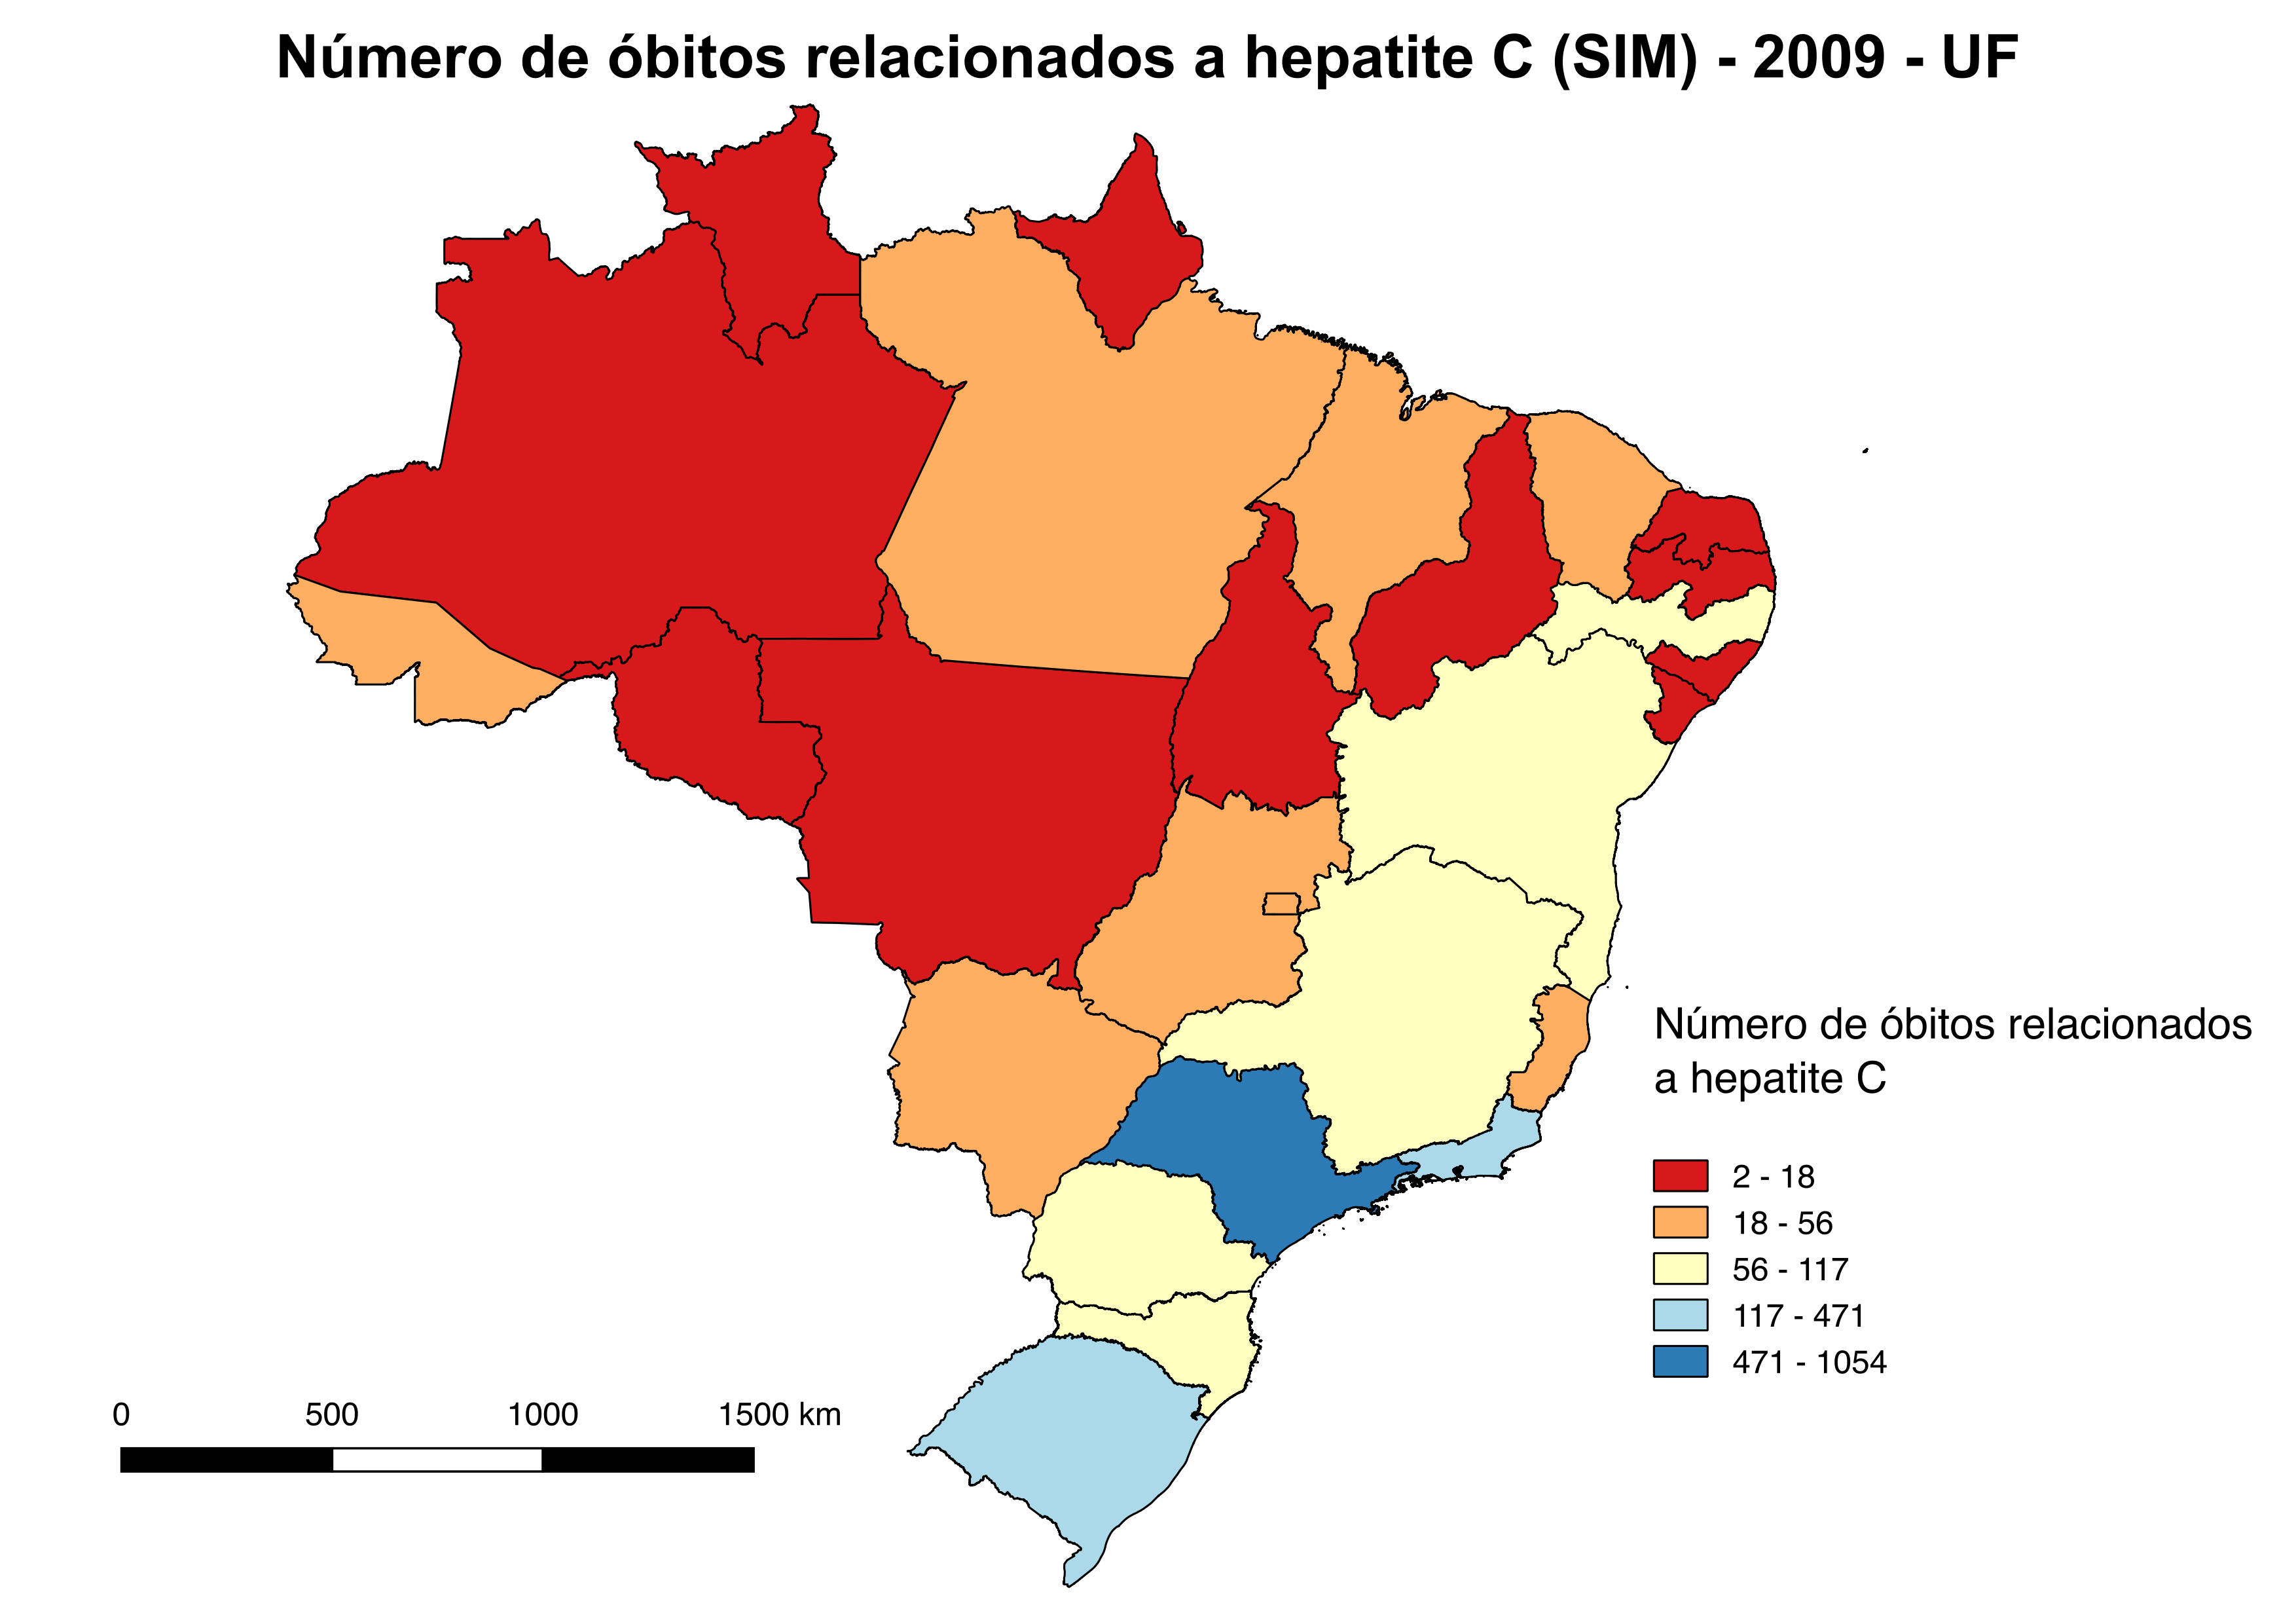 Número de óbitos relacionados a hepatite C (SIM) - 2009 - UF
Número de óbitos relacionados
a hepatite C
2 - 18
18 - 56
56 - 117
117 - 471
471 - 1054
0 500 1000 1500 km